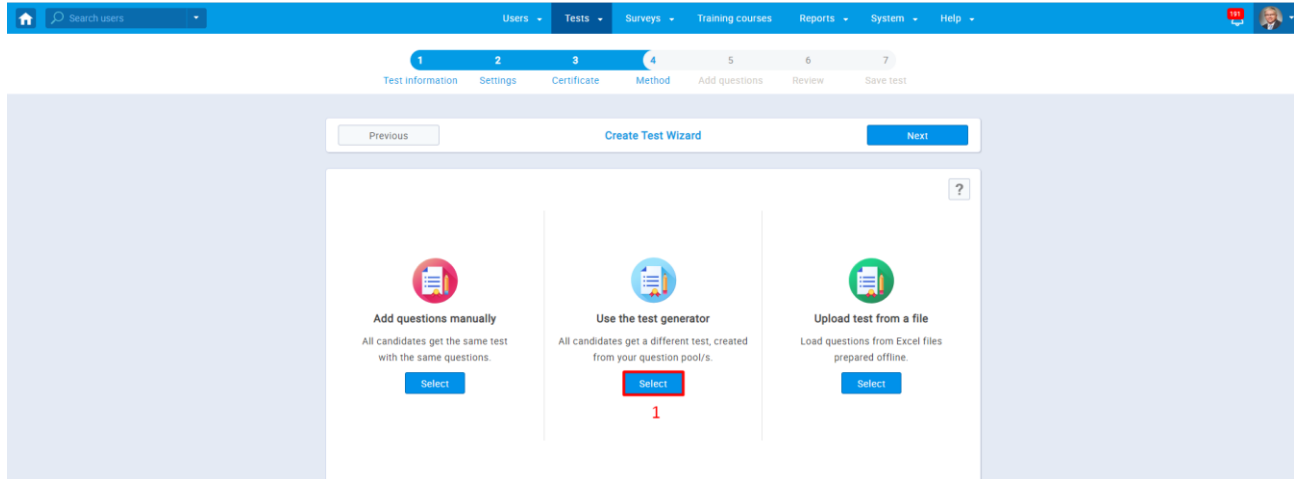 Search users
Users
Tests
Surveys
Training courses
Reports
System
Help
191
1
2
3
4
5
6
7
Test information
Settings
Certificate
Method
Add questions
Review
Save test
Previous
Create Test Wizard
Next
?
Add questions manually
All candidates get the same test
with the same questions.
Select
Use the test generator
All candidates get a different test, created
from your question pool/s.
Select
1
Upload test from a file
Load questions from Excel files
prepared offline.
Select